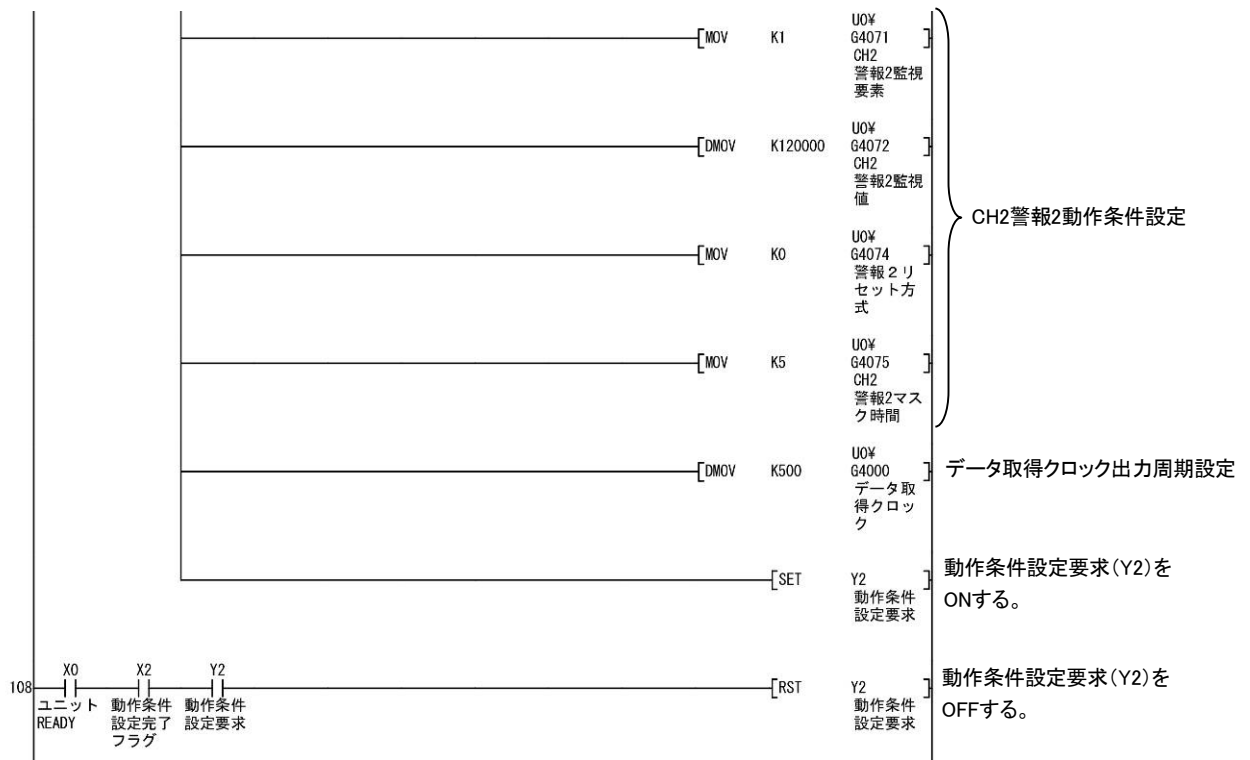 U0¥
[MOV K1 G4071 ]
CH2
警報2監視
要素
U0¥
[DMOV K120000 G4072 ]
CH2
警報2監視
値
CH2警報2動作条件設定
U0¥
[MOV K0 G4074 ]
警報2リ
セット方
式
U0¥
[MOV K5 G4075 ]
CH2
警報2マス
ク時間
U0¥
[DMOV K500 G4000 ]
データ取
得クロッ
ク
データ取得クロック出力周期設定
[SET Y2 ]
動作条件
設定要求
動作条件設定要求(Y2)を
ONする。
X0 X2 Y2
108 [RST Y2 ]
ユニット 動作条件 動作条件 動作条件
READY 設定完了 設定要求 設定要求
フラグ
動作条件設定要求(Y2)を
OFFする。